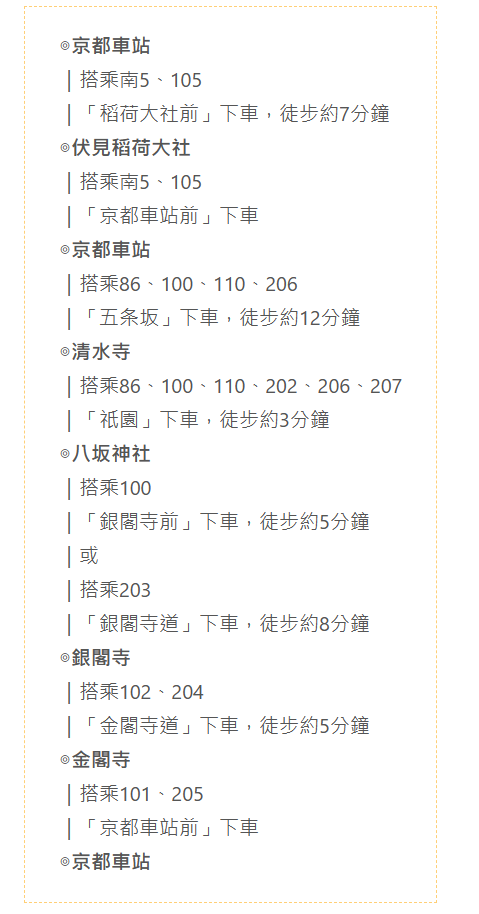 ◎京都車站
｜搭乘南5、105
｜「稻荷大社前」下車，徒步約7分鐘
◎伏見稻荷大社
｜搭乘南5、105
｜「京都車站前」下車
◎京都車站
｜搭乘86、100、110、206
｜「五条坂」下車，徒步約12分鐘
◎清水寺
｜搭乘86、100、110、202、206、207
｜「祇園」下車，徒步約3分鐘
◎八坂神社
｜搭乘100
｜「銀閣寺前」下車，徒步約5分鐘
｜或
｜搭乘203
｜「銀閣寺道」下車，徒步約8分鐘
◎銀閣寺
｜搭乘102、204
｜「金閣寺道」下車，徒步約5分鐘
◎金閣寺
｜搭乘101、205
｜「京都車站前」下車
◎京都車站